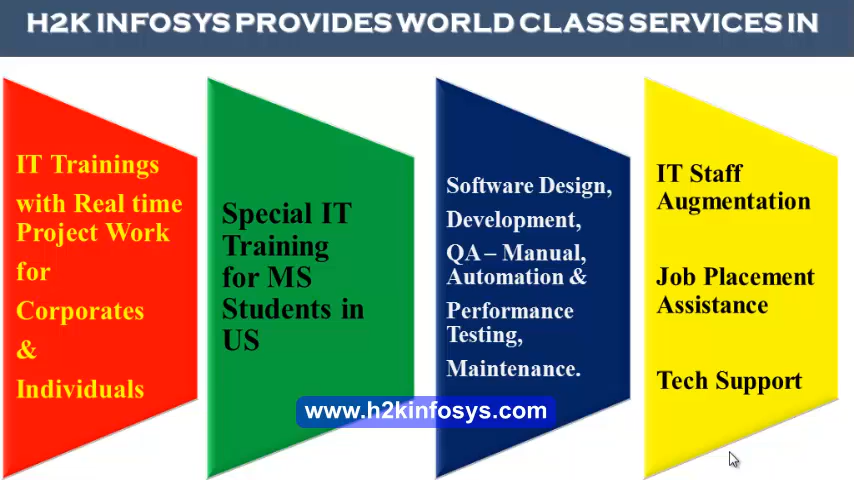 H2K INFOSYS PROVIDES WORLD CLASS SERVICES IN
IT Trainings
with Real time
Project Work
for
Corporates
&
Individuals
Special IT
Training
for MS
Students in
US
Software Design,
Development,
QA – Manual,
Automation &
Performance
Testing,
Maintenance.
IT Staff
Augmentation
Job Placement
Assistance
Tech Support
www.h2kinfosys.com